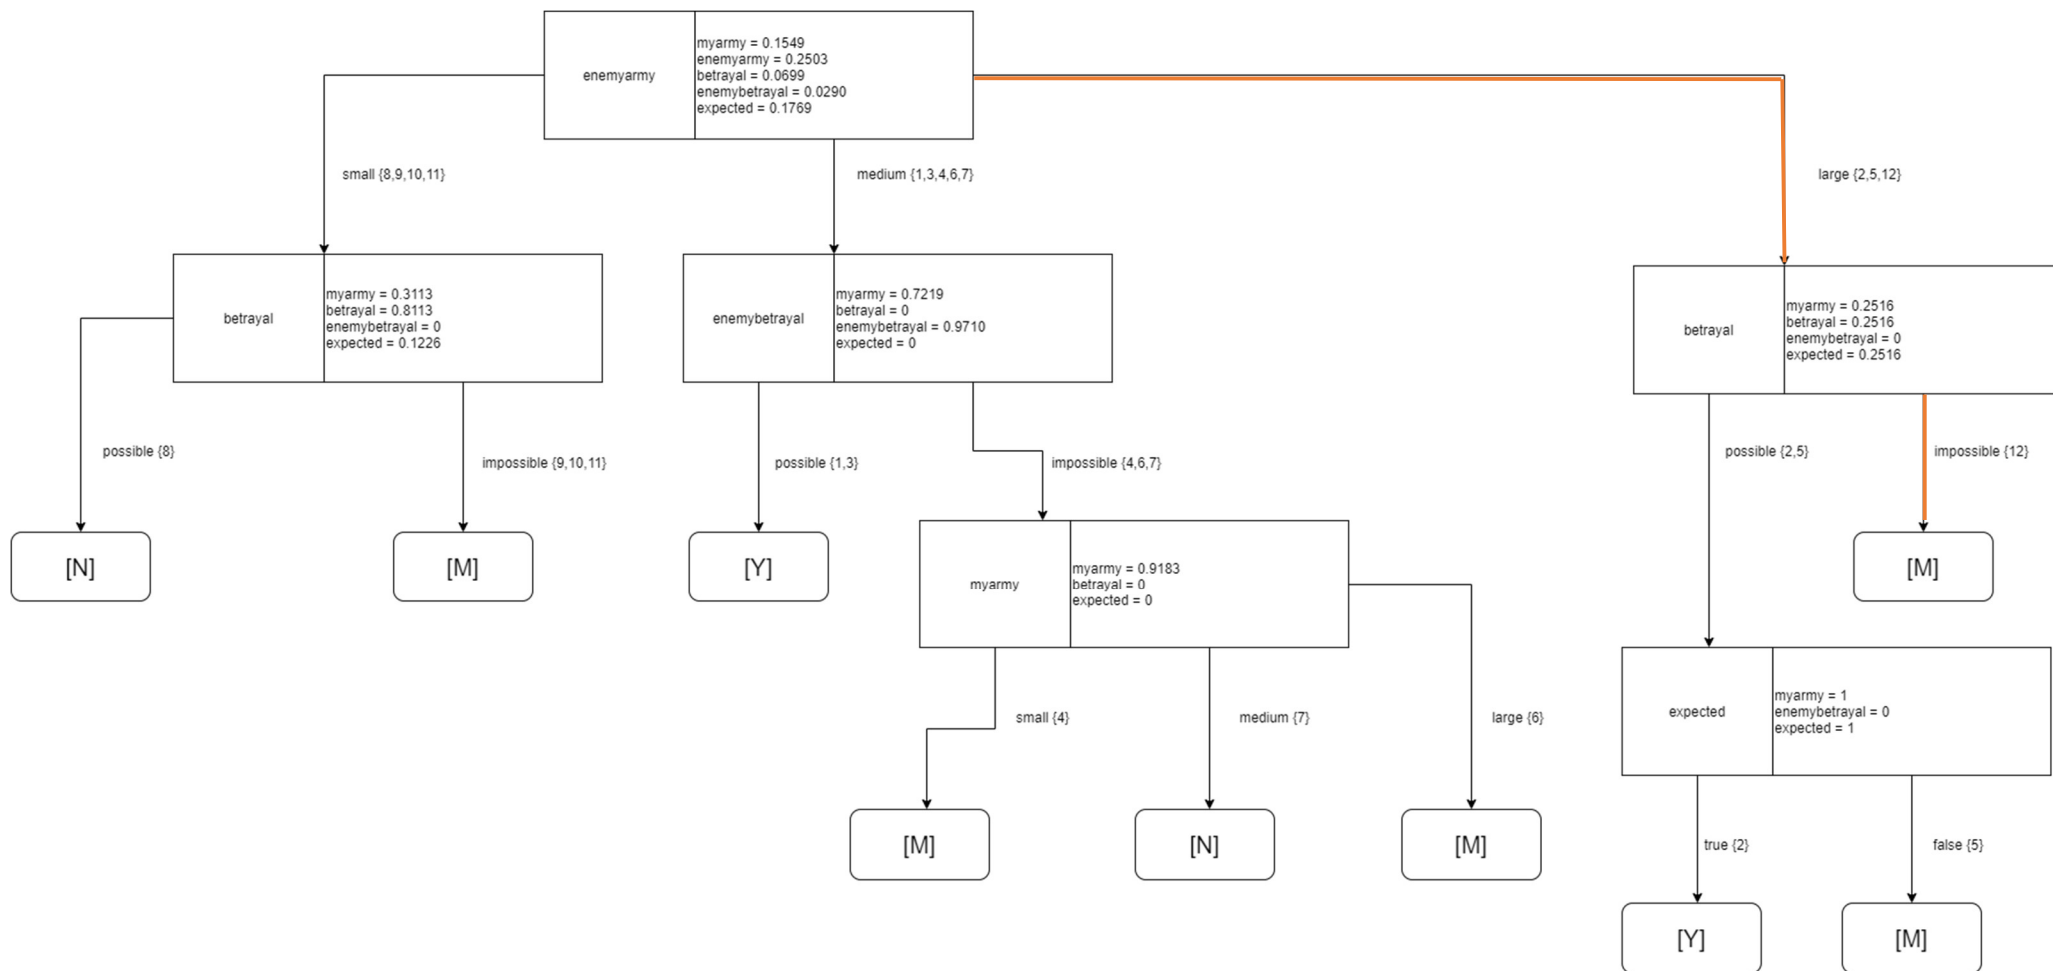 enemyarmy
myarmy = 0.1549
enemyarmy = 0.2503
betrayal = 0.0699
enemybetrayal = 0.0290
expected = 0.1769
small {8,9,10,11}
medium {1,3,4,6,7}
large {2,5,12}
betrayal
myarmy = 0.3113
betrayal = 0.8113
enemybetrayal = 0
expected = 0.1226
enemybetrayal
myarmy = 0.7219
betrayal = 0
enemybetrayal = 0.9710
expected = 0
betrayal
myarmy = 0.2516
betrayal = 0.2516
enemybetrayal = 0
expected = 0.2516
possible {8}
impossible {9,10,11}
possible {1,3}
impossible {4,6,7}
possible {2,5}
impossible {12}
[N]
[M]
[Y]
myarmy
myarmy = 0.9183
betrayal = 0
expected = 0
[M]
small {4}
medium {7}
large {6}
expected
myarmy = 1
enemybetrayal = 0
expected = 1
[M]
[N]
[M]
true {2}
false {5}
[Y]
[M]